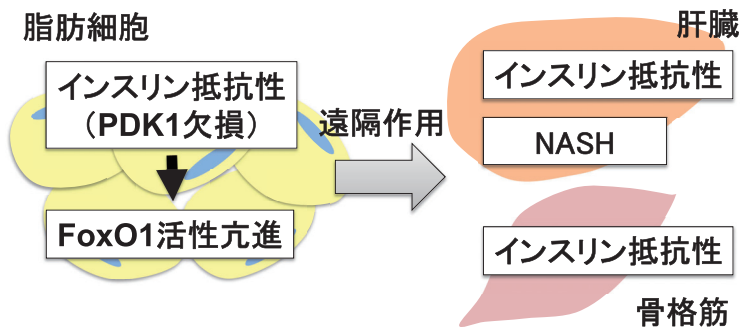 脂肪細胞
インスリン抵抗性
（PDK1欠損）
FoxO1活性亢進
遠隔作用
肝臓
インスリン抵抗性
NASH
インスリン抵抗性
骨格筋